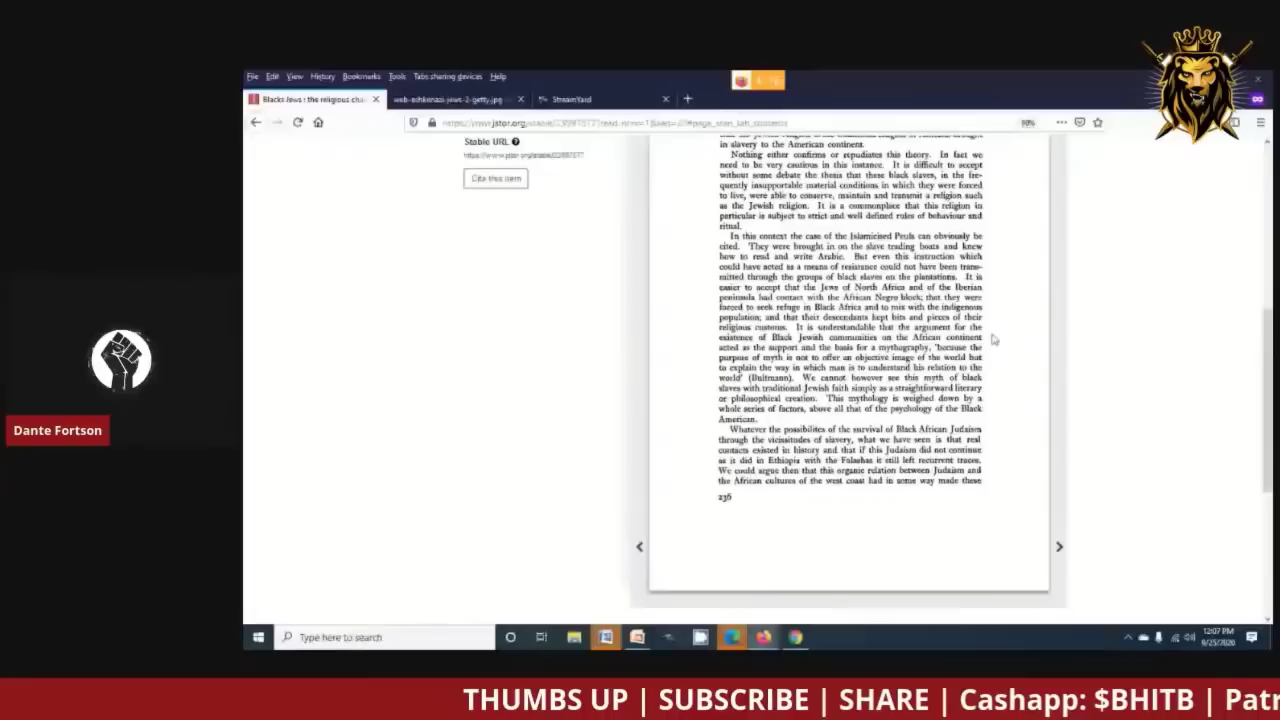 File Edit View History Bookmarks Tools Tabs sharing devices Help
Blacks Jews : the religious cha
web-ashkenazi-jews-2-getty.jpg
StreamYard
80%
Stable URL
Cite this item
in slavery to the American continent.
Nothing either confirms or repudiates this theory. In fact we
need to be very cautious in this instance. It is difficult to accept
without some debate the thesis that these black slaves, in the fre-
quently insupportable material conditions in which they were forced
to live, were able to conserve, maintain and transmit a religion such
as the Jewish religion. It is a commonplace that this religion in
particular is subject to strict and well defined rules of behaviour and
ritual.
In this context the case of the Islamicised Peuls can obviously be
cited. They were brought in on the slave trading boats and knew
how to read and write Arabic. But even this instruction which
could have acted as a means of resistance could not have been trans-
mitted through the groups of black slaves on the plantations. It is
easier to accept that the Jews of North Africa and of the Iberian
peninsula had contact with the African Negro block; that they were
forced to seek refuge in Black Africa and to mix with the indigenous
population; and that their descendants kept bits and pieces of their
religious customs. It is understandable that the argument for the
existence of Black Jewish communities on the African continent
acted as the support and the basis for a mythography, 'because the
purpose of myth is not to offer an objective image of the world but
to explain the way in which man is to understand his relation to the
world' (Bultmann). We cannot however see this myth of black
slaves with traditional Jewish faith simply as a straightforward literary
or philosophical creation. This mythology is weighed down by a
whole series of factors, above all that of the psychology of the Black
American.
Whatever the possibilites of the survival of Black African Judaism
through the vicissitudes of slavery, what we have seen is that real
contacts existed in history and that if this Judaism did not continue
as it did in Ethiopia with the Falashas it still left recurrent traces.
We could argue then that this organic relation between Judaism and
the African cultures of the west coast had in some way made these
236
Dante Fortson
Type here to search
12:07 PM
9/25/2020
THUMBS UP | SUBSCRIBE | SHARE | Cashapp: $BHITB | Patr